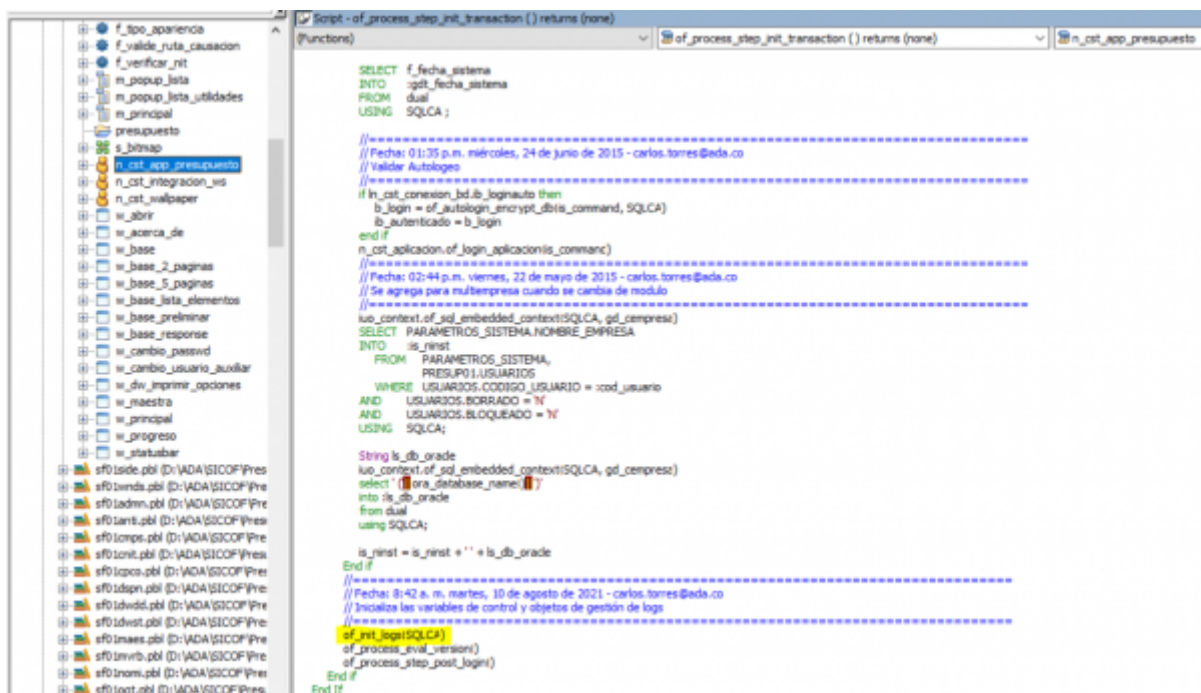 Script - of_process_step_init_transaction ( ) returns (none)
(Functions)
of_process_step_init_transaction ( ) returns (none)
n_cst_app_presupuesto
f_tipo_apariencia
f_valide_ruta_causacion
f_verificar_nit
m_popup_lista
m_popup_lista_utilidades
m_principal
presupuesto
s_bitmap
n_cst_app_presupuesto
n_cst_integracion_ws
n_cst_wallpaper
w_abrir
w_acerca_de
w_base
w_base_2_paginas
w_base_5_paginas
w_base_lista_elementos
w_base_preliminar
w_base_response
w_cambio_passwd
w_cambio_usuario_auxiliar
w_dw_imprimir_opciones
w_maestra
w_principal
w_progreso
w_statusbar
sf01side.pbl (D:\ADA\SICOF\Pres
sf01wnds.pbl (D:\ADA\SICOF\Pre
sf01admn.pbl (D:\ADA\SICOF\Pre
sf01anti.pbl (D:\ADA\SICOF\Presu
sf01cmps.pbl (D:\ADA\SICOF\Pre
sf01cnit.pbl (D:\ADA\SICOF\Presu
sf01cpco.pbl (D:\ADA\SICOF\Pres
sf01dspn.pbl (D:\ADA\SICOF\Pre
sf01dwdd.pbl (D:\ADA\SICOF\Pre
sf01dwst.pbl (D:\ADA\SICOF\Pres
sf01maes.pbl (D:\ADA\SICOF\Pre
sf01mvrb.pbl (D:\ADA\SICOF\Pre
sf01nomi.pbl (D:\ADA\SICOF\Pres
SELECT f_fecha_sistema
INTO :gdt_fecha_sistema
FROM dual
USING SQLCA ;
//=====
// Fecha: 01:35 p.m. miércoles, 24 de junio de 2015 - carlos.torres@ada.co
// Validar Autologeo
//=====
if ln_cst_conexion_bd.ib_loginauto then
b_login = of_autologin_encrypt_db(is_command, SQLCA)
ib_autenticado = b_login
end if
n_cst_aplicacion.of_login_aplicacion(is_command)
//=====
// Fecha: 02:44 p.m. viernes, 22 de mayo de 2015 - carlos.torres@ada.co
// Se agrega para multiempresa cuando se cambia de modulo
//=====
iuo_context.of_sql_embedded_context(SQLCA, gd_cempresa)
SELECT PARAMETROS_SISTEMA.NOMBRE_EMPRESA
INTO :is_ninst
FROM PARAMETROS_SISTEMA,
PRESUP01.USUARIOS
WHERE USUARIOS.CODIGO_USUARIO = :cod_usuario
AND USUARIOS.BORRADO = 'N'
AND USUARIOS.BLOQUEADO = 'N'
USING SQLCA;
String ls_db_oracle
iuo_context.of_sql_embedded_context(SQLCA, gd_cempresa)
select ' ('||ora_database_name()||')'
into :ls_db_oracle
from dual
using SQLCA;
is_ninst = is_ninst + ' ' + ls_db_oracle
End if
//=====
// Fecha: 8:42 a. m. martes, 10 de agosto de 2021 - carlos.torres@ada.co
// Inicializa las variables de control y objetos de gestión de logs
//=====
of_init_logs(SQLCA)
of_process_eval_version()
of_process_step_post_login()
End if
End If